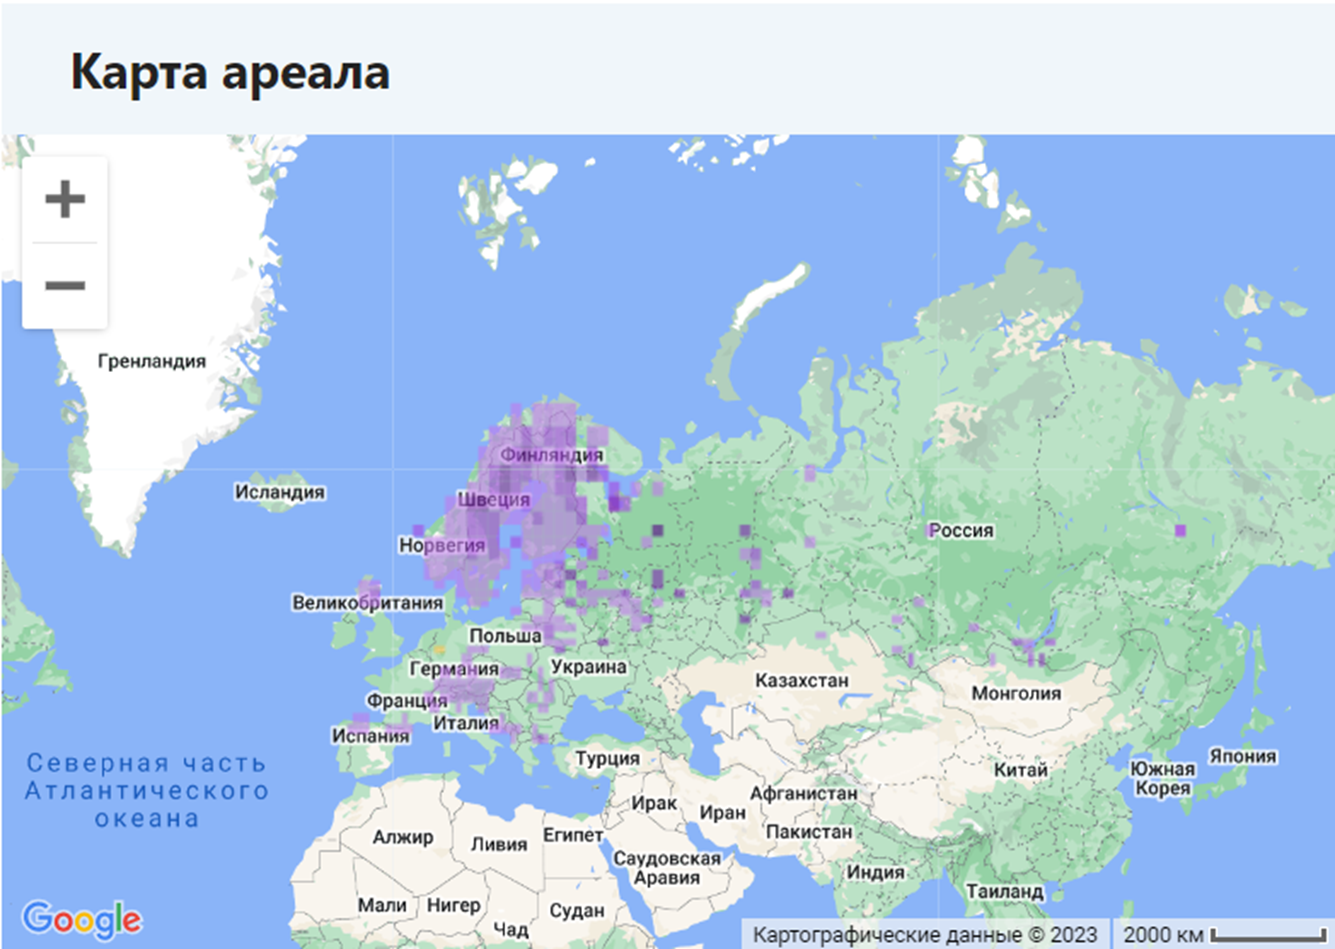 Карта ареала
+
−
Гренландия
Исландия
Финляндия
Швеция
Норвегия
Россия
Великобритания
Польша
Германия
Украина
Казахстан
Монголия
Франция
Италия
Испания
Турция
Китай
Япония
Южная
Корея
Северная часть
Атлантического
океана
Ирак
Иран
Афганистан
Пакистан
Алжир
Ливия
Египет
Саудовская
Аравия
Индия
Таиланд
Мали
Нигер
Чад
Судан
Google
Картографические данные © 2023
2000 км